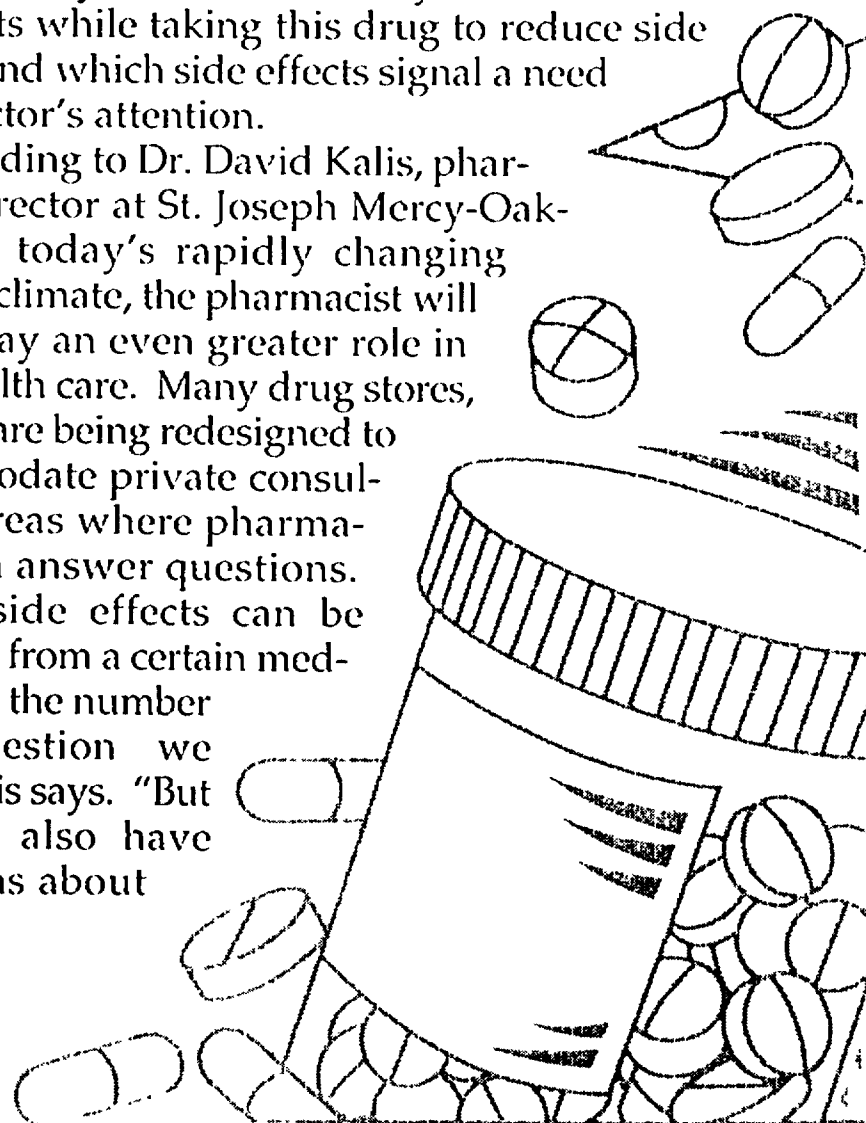 ts while taking this drug to reduce side
nd which side effects signal a need
tor's attention.
ding to Dr. David Kalis, phar-
rector at St. Joseph Mercy-Oak-
today's rapidly changing
climate, the pharmacist will
ay an even greater role in
lth care. Many drug stores,
are being redesigned to
odate private consul-
reas where pharma-
answer questions.
side effects can be
from a certain med-
the number
estion we
is says. "But
also have
ns about